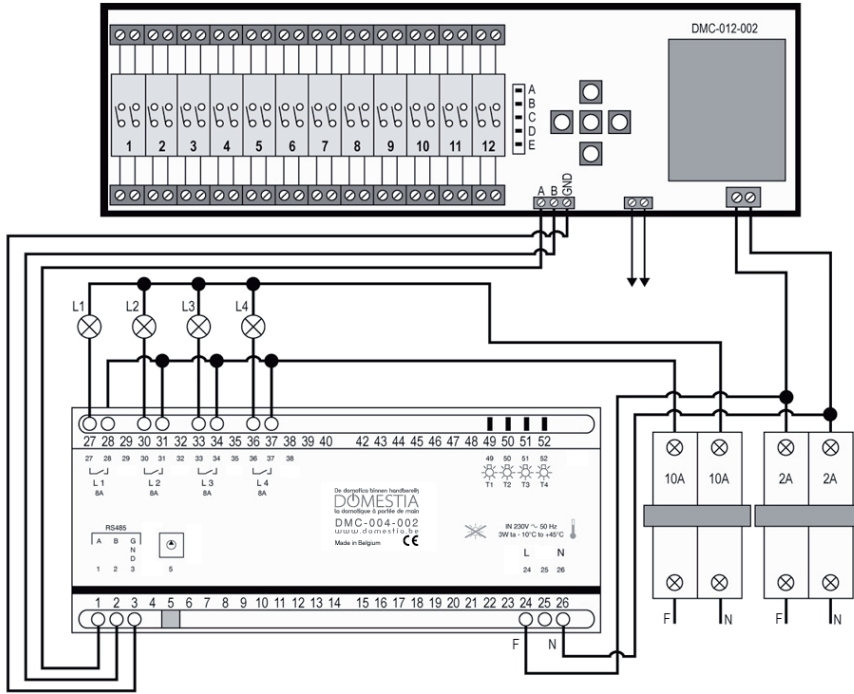 DMC-012-002
A
B
C
D
E
1 2 3 4 5 6 7 8 9 10 11 12
A B GND
L1 L2 L3 L4
27 28 29 30 31 32 33 34 35 36 37 38 39 40 42 43 44 45 46 47 48 49 50 51 52
27 28 29 30 31 32 33 34 35 36 37 38 49 50 51 52
L 1 L 2 L 3 L 4 T1 T2 T3 T4
8A 8A 8A 8A
10A 10A 2A 2A
De domotica binnen handbereik
DOMESTIA
la domotique à portée de main
DMC-004-002
www.domestia.be
Made in Belgium CE
IN 230V ~ 50 Hz
3W ta - 10°C to +45°C
RS485
A B G
N
D
1 2 3 5
L N
24 25 26
1 2 3 4 5 6 7 8 9 10 11 12 13 14 15 16 17 18 19 20 21 22 23 24 25 26
F N
F N F N